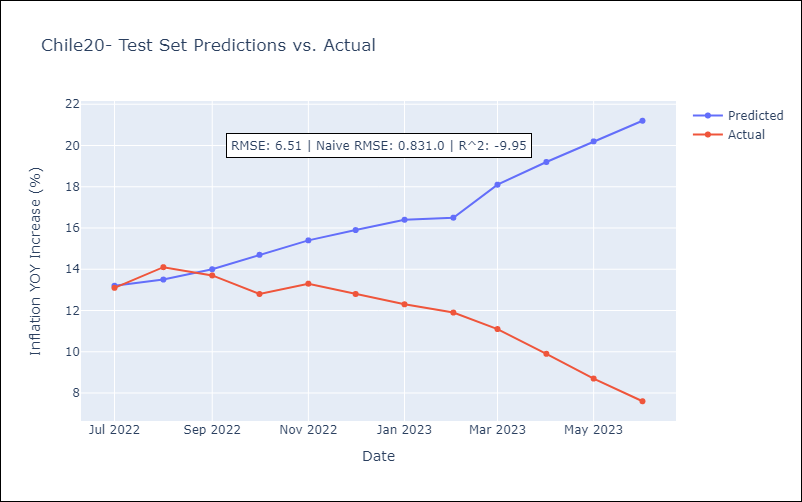 Chile20- Test Set Predictions vs. Actual
RMSE: 6.51 | Naive RMSE: 0.831.0 | R^2: -9.95
Predicted
Actual
Inflation YOY Increase (%)
22
20
18
16
14
12
10
8
Jul 2022 Sep 2022 Nov 2022 Jan 2023 Mar 2023 May 2023
Date